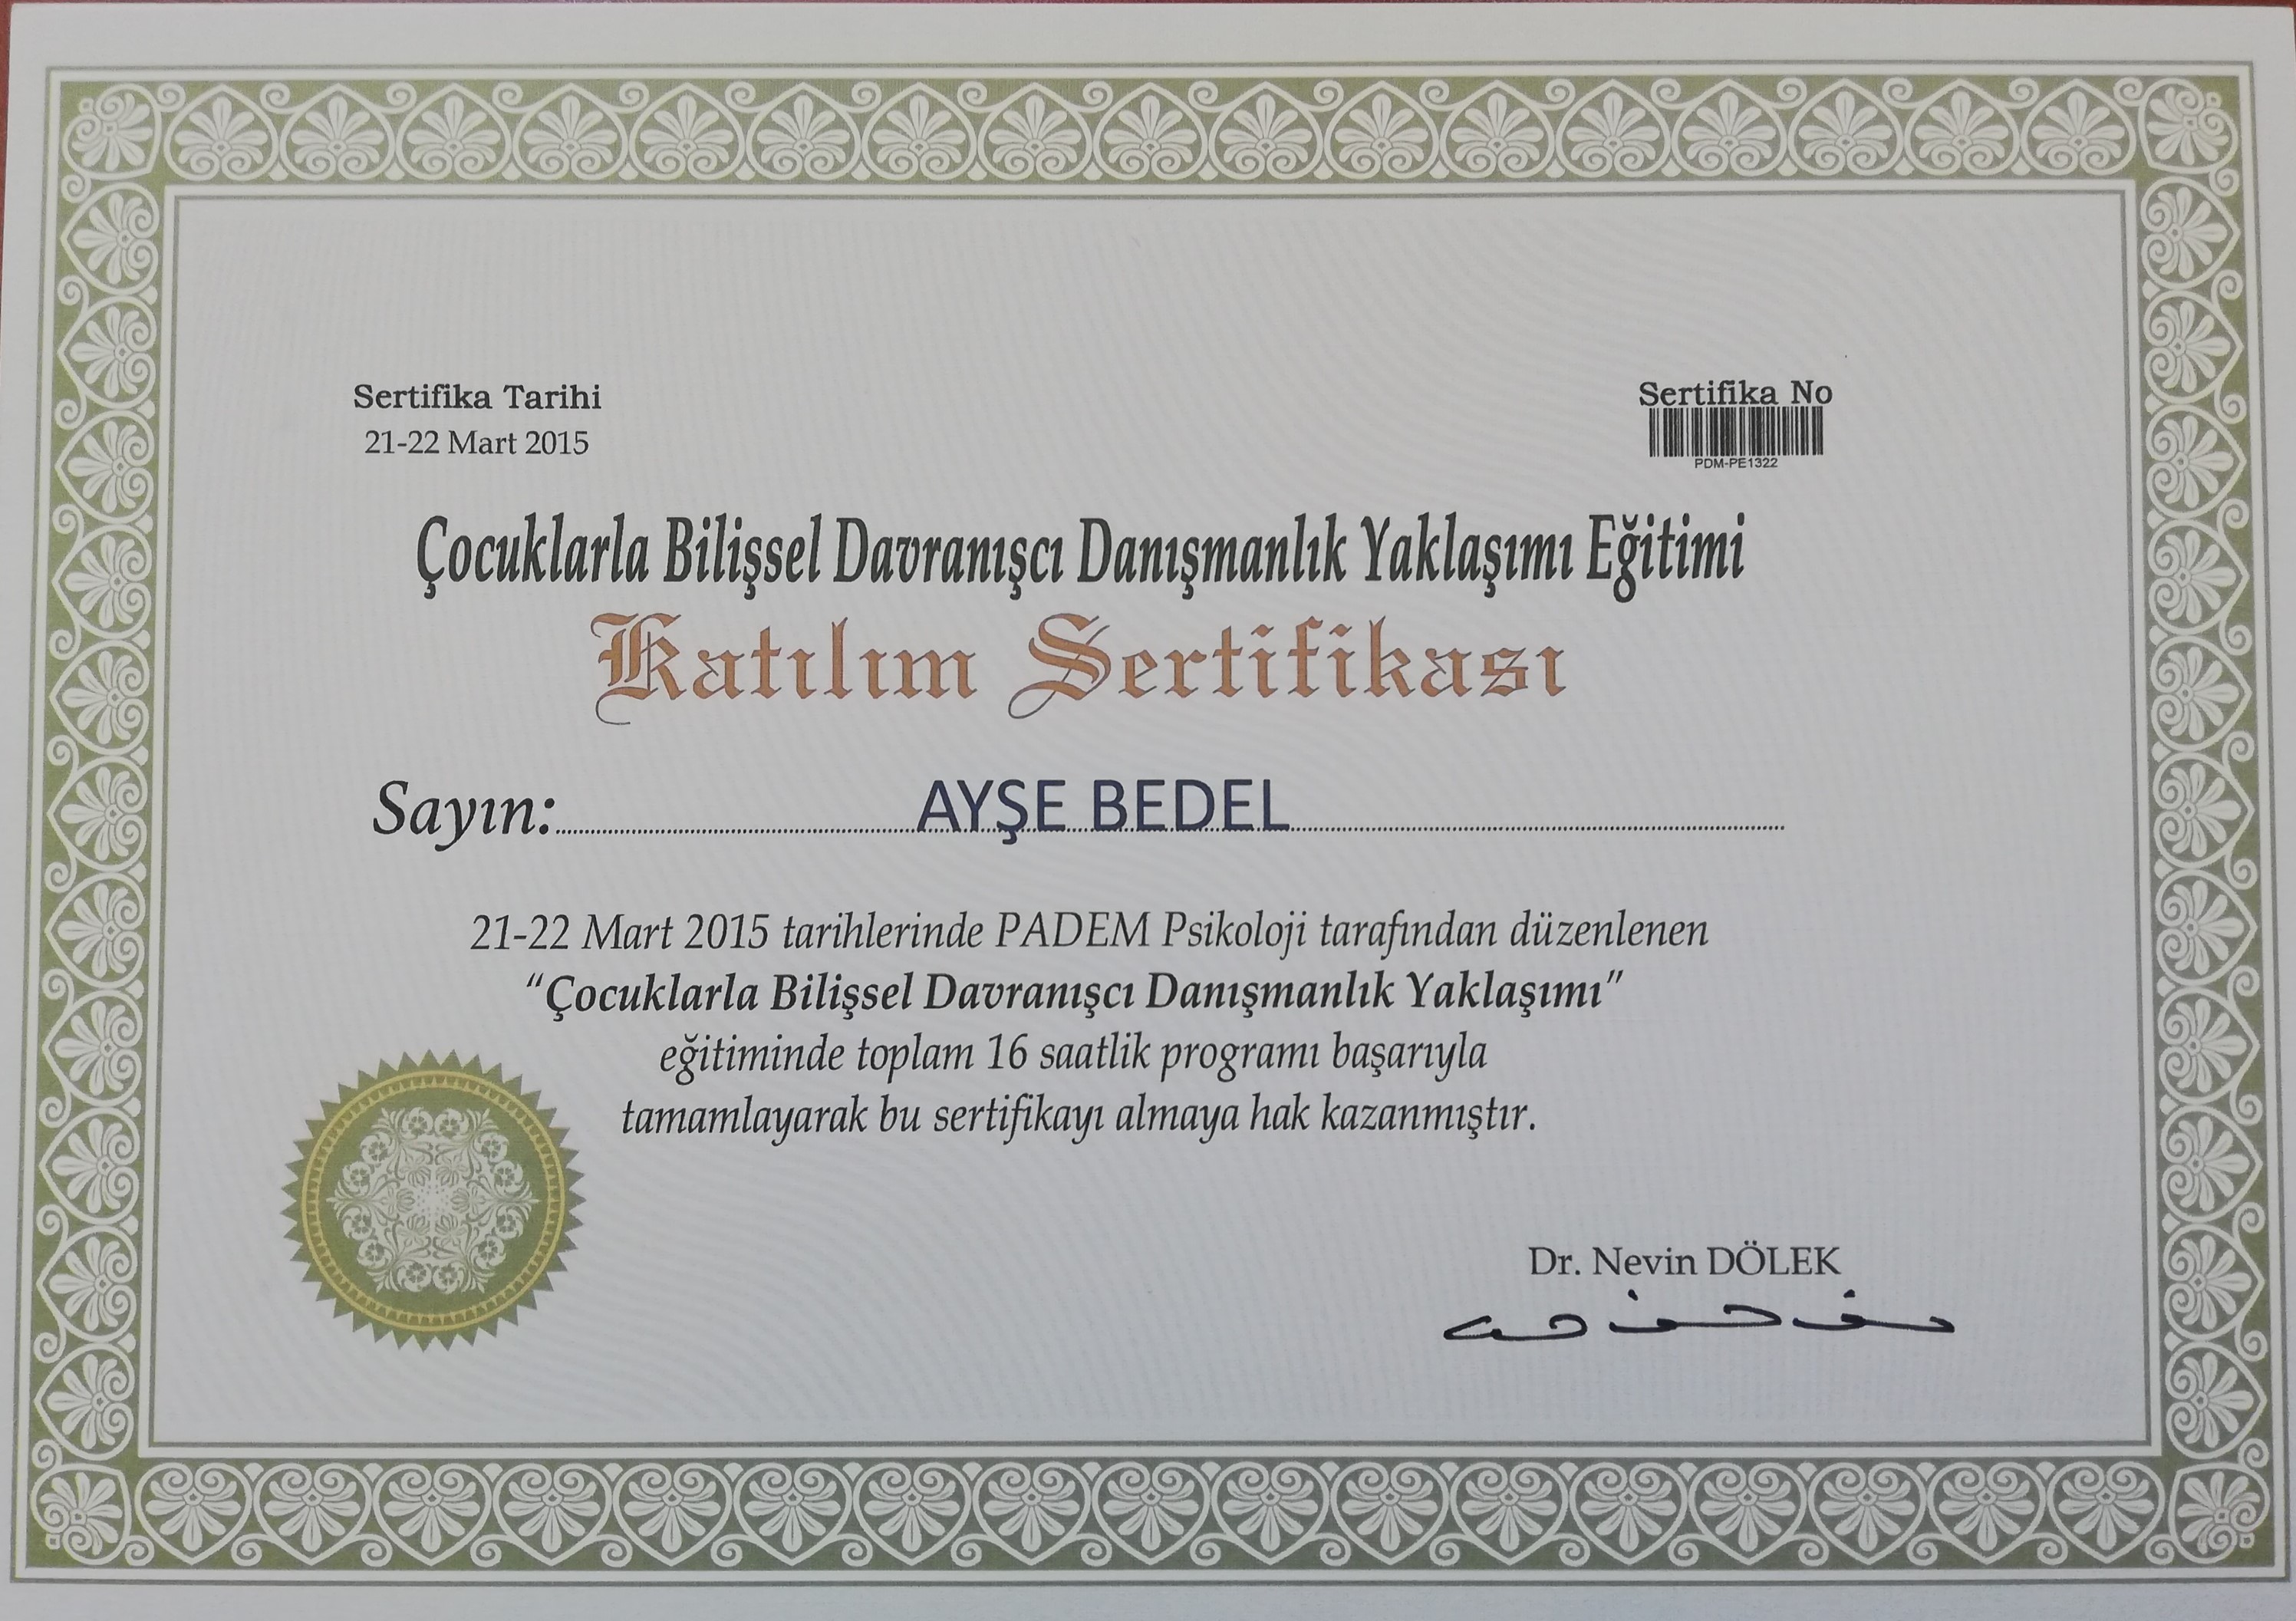 Sertifika Tarihi
21-22 Mart 2015
Sertifika No
PDM-PE1322
Çocuklarla Bilişsel Davranışcı Danışmanlık Yaklaşımı Eğitimi
Katılım Sertifikası
Sayın: AYŞE BEDEL
21-22 Mart 2015 tarihlerinde PADEM Psikoloji tarafından düzenlenen
“Çocuklarla Bilişsel Davranışcı Danışmanlık Yaklaşımı”
eğitiminde toplam 16 saatlik programı başarıyla
tamamlayarak bu sertifikayı almaya hak kazanmıştır.
Dr. Nevin DÖLEK